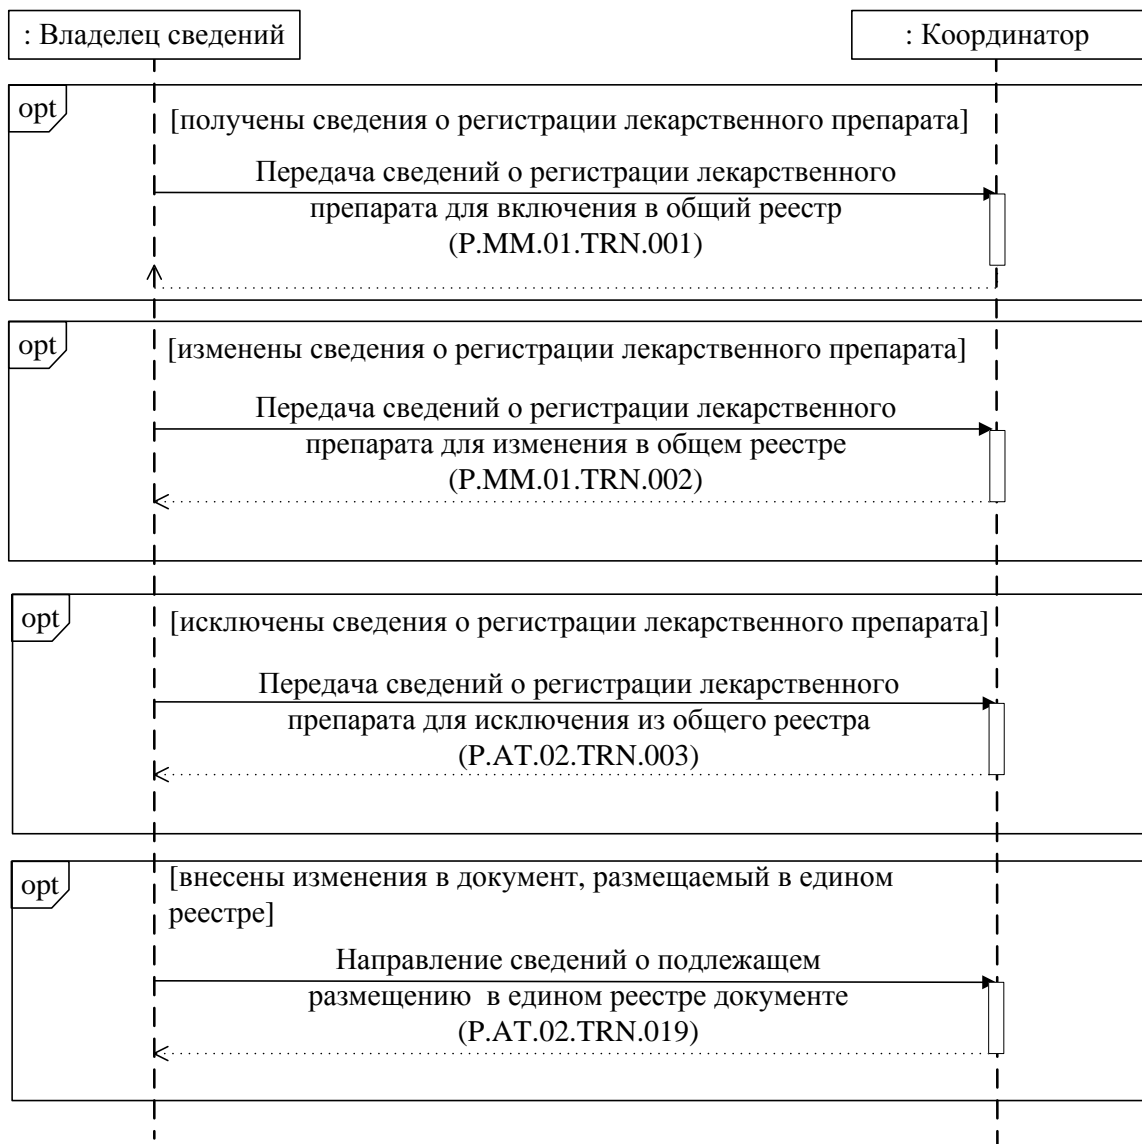 : Владелец сведений
: Координатор
opt
[получены сведения о регистрации лекарственного препарата]
Передача сведений о регистрации лекарственного
препарата для включения в общий реестр
(P.MM.01.TRN.001)
opt
[изменены сведения о регистрации лекарственного препарата]
Передача сведений о регистрации лекарственного
препарата для изменения в общем реестре
(P.MM.01.TRN.002)
opt
[исключены сведения о регистрации лекарственного препарата]
Передача сведений о регистрации лекарственного
препарата для исключения из общего реестра
(P.AT.02.TRN.003)
opt
[внесены изменения в документ, размещаемый в едином
реестре]
Направление сведений о подлежащем
размещению в едином реестре документе
(P.AT.02.TRN.019)